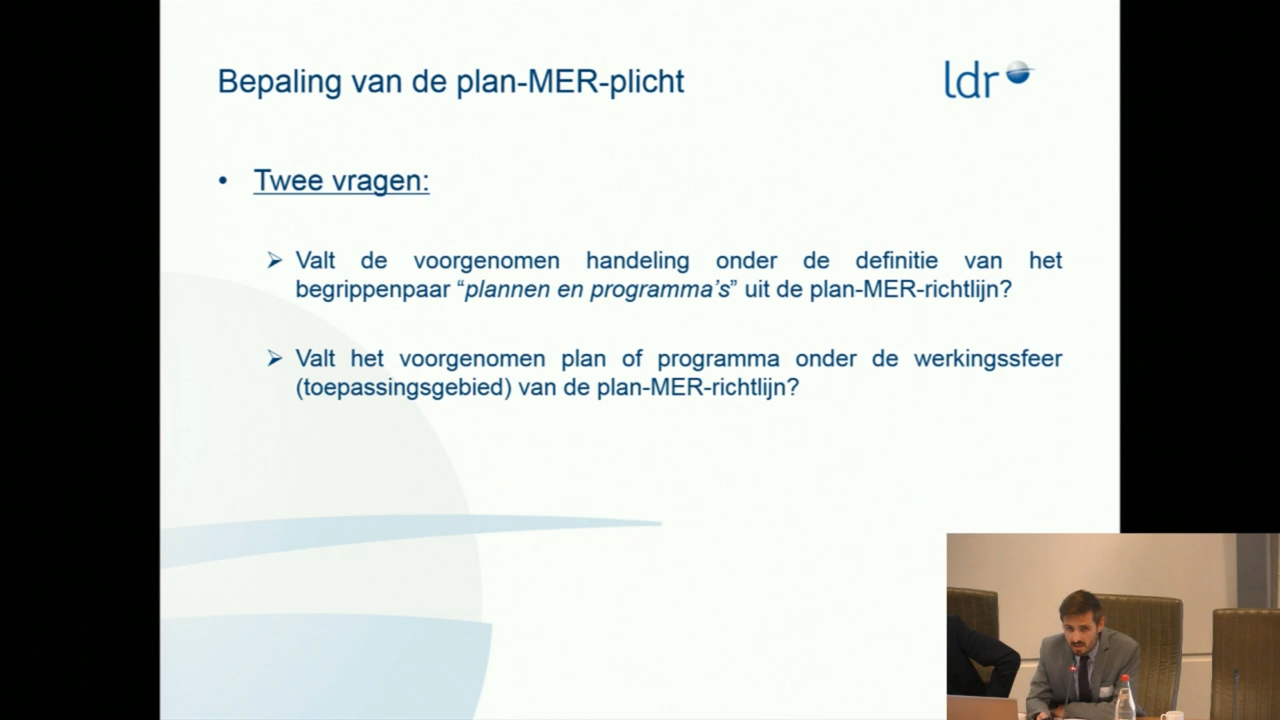 Bepaling van de plan-MER-plicht
ldr
• Twee vragen:
➢ Valt de voorgenomen handeling onder de definitie van het
begrippenpaar “plannen en programma’s” uit de plan-MER-richtlijn?
➢ Valt het voorgenomen plan of programma onder de werkingssfeer
(toepassingsgebied) van de plan-MER-richtlijn?